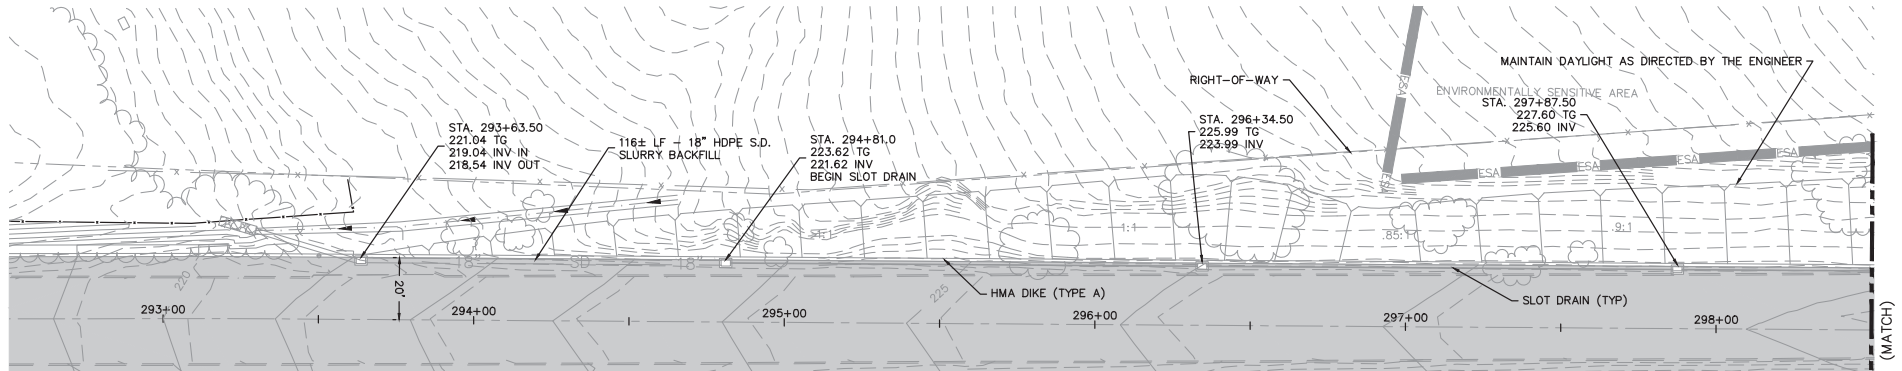 MAINTAIN DAYLIGHT AS DIRECTED BY THE ENGINEER
RIGHT-OF-WAY
ESA
ENVIRONMENTALLY SENSITIVE AREA
STA. 297+87.50
227.60 TG
225.60 INV
STA. 296+34.50
225.99 TG
223.99 INV
STA. 293+63.50
221.04 TG
219.04 INV IN
218.54 INV OUT
116± LF - 18" HDPE S.D.
SLURRY BACKFILL
STA. 294+81.0
223.62 TG
221.62 INV
BEGIN SLOT DRAIN
ESA
ESA
ESA
ESA
ESA
1:1
1:1
.85:1
.9:1
18"
SD
18"
220
20'
225
HMA DIKE (TYPE A)
SLOT DRAIN (TYP)
293+00
294+00
295+00
296+00
297+00
298+00
(MATCH)